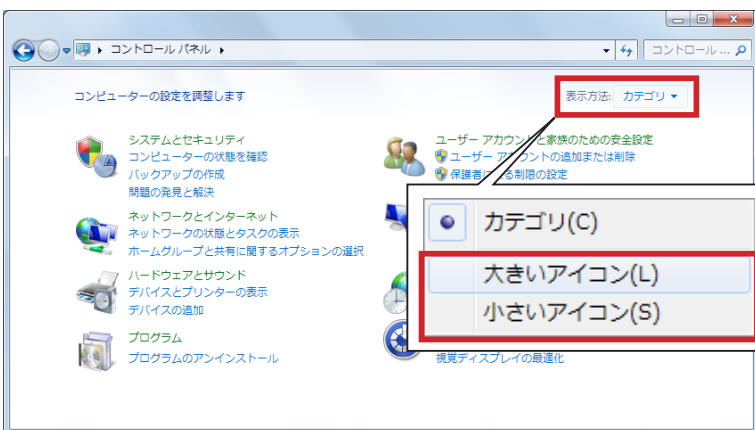 コントロール パネル
コントロール ...
コンピューターの設定を調整します
表示方法: カテゴリ
システムとセキュリティ
コンピューターの状態を確認
バックアップの作成
問題の発見と解決
ネットワークとインターネット
ネットワークの状態とタスクの表示
ホームグループと共有に関するオプションの選択
ハードウェアとサウンド
デバイスとプリンターの表示
デバイスの追加
プログラム
プログラムのアンインストール
ユーザー アカウントと家族のための安全設定
ユーザー アカウントの追加または削除
保護者による制限の設定
カテゴリ(C)
大きいアイコン(L)
小さいアイコン(S)
視覚ディスプレイの最適化